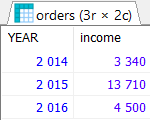 orders (3r × 2c)
YEAR income
2 014 3 340
2 015 13 710
2 016 4 500